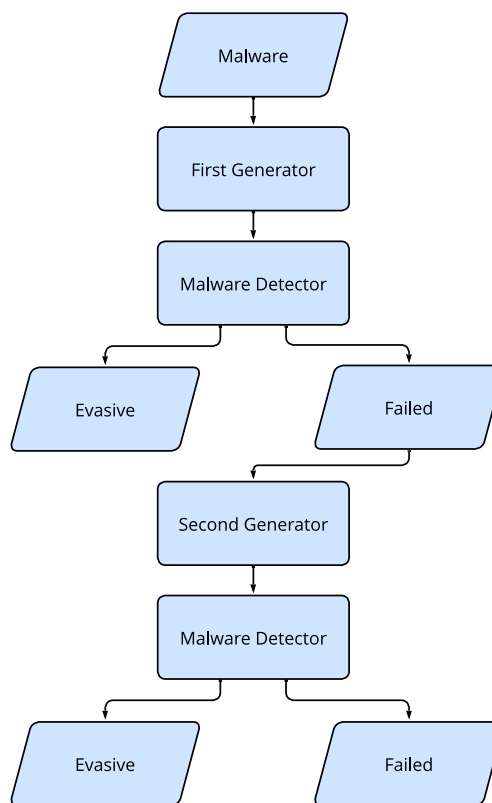 Malware
First Generator
Malware Detector
Evasive
Failed
Second Generator
Malware Detector
Evasive
Failed